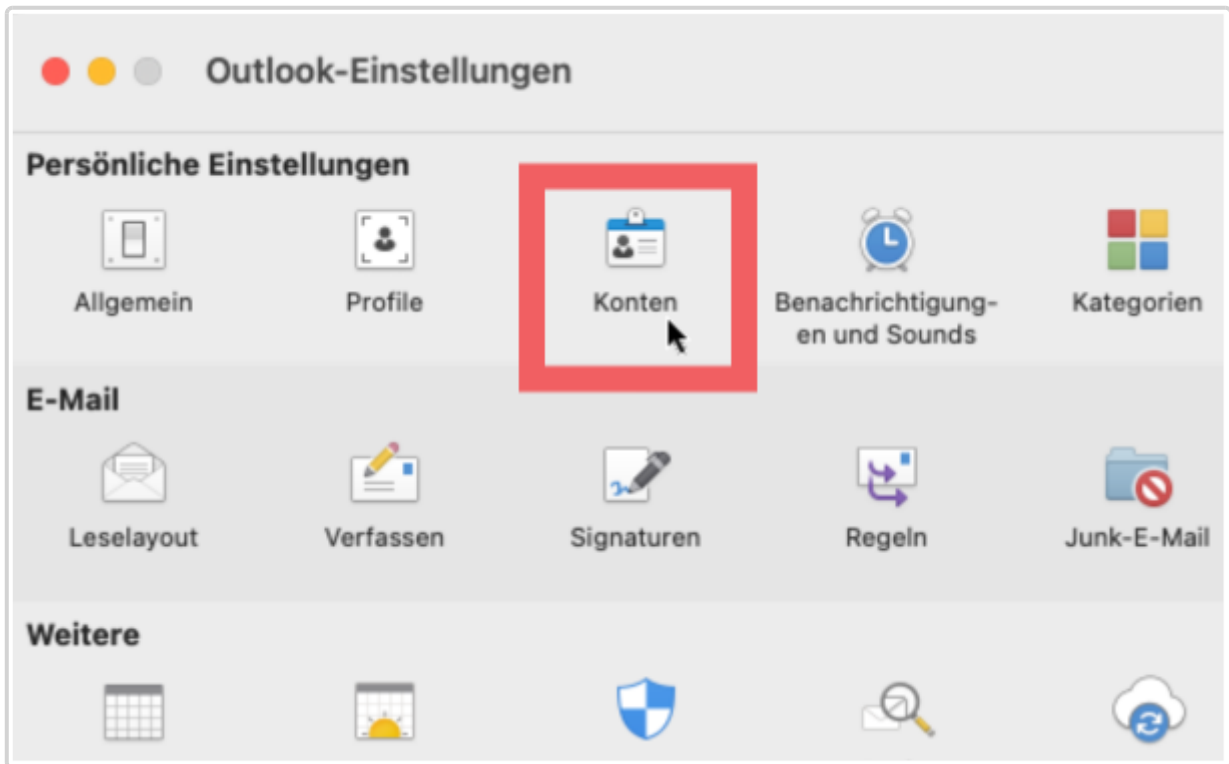 Outlook-Einstellungen
Persönliche Einstellungen
Allgemein
Profile
Konten
Benachrichtigung-
en und Sounds
Kategorien
E-Mail
Leselayout
Verfassen
Signaturen
Regeln
Junk-E-Mail
Weitere